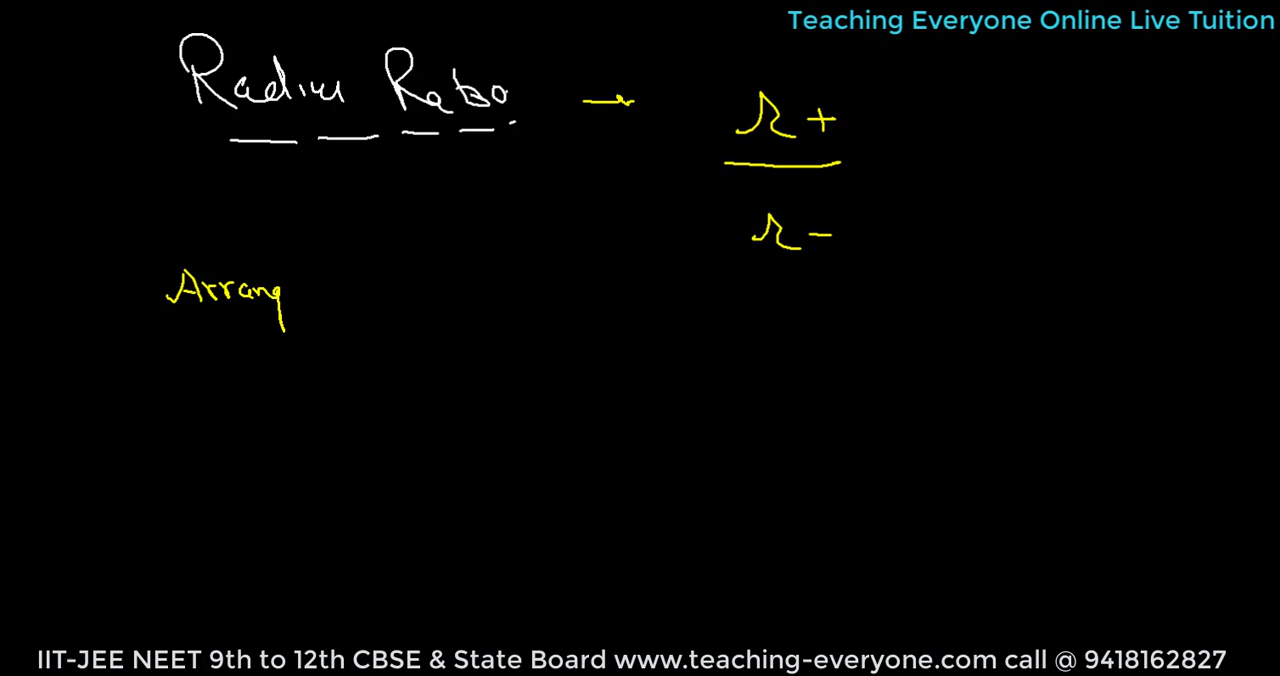 Teaching Everyone Online Live Tuition
Radius Ratio → r+
r-
Arrang
IIT-JEE NEET 9th to 12th CBSE & State Board www.teaching-everyone.com call @ 9418162827